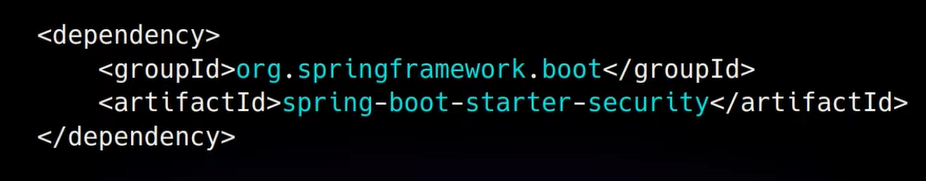 <dependency>
    <groupId>org.springframework.boot</groupId>
    <artifactId>spring-boot-starter-security</artifactId>
</dependency>